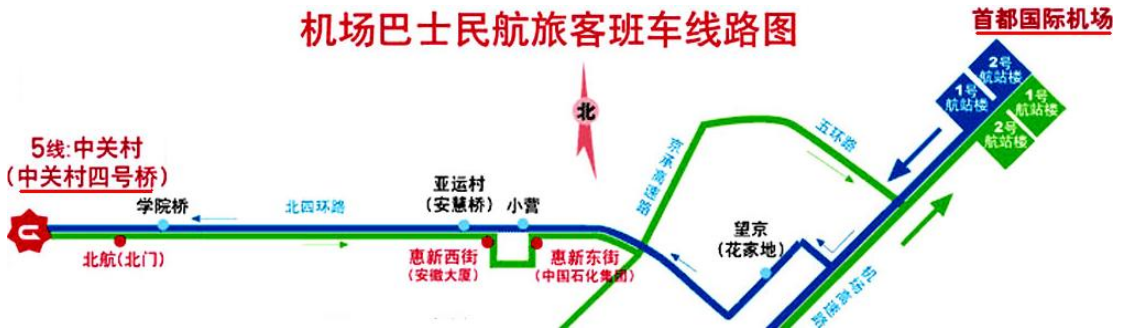 机场巴士民航旅客班车线路图
首都国际机场
2号
航站楼
1号
航站楼
1号
航站楼
2号
航站楼
北
5线:中关村
(中关村四号桥)
京承高速路
五环路
学院桥
北四环路
亚运村
(安慧桥)
小营
望京
(花家地)
北航(北门)
惠新西街
(安徽大厦)
惠新东街
(中国石化集团)
机场高速路